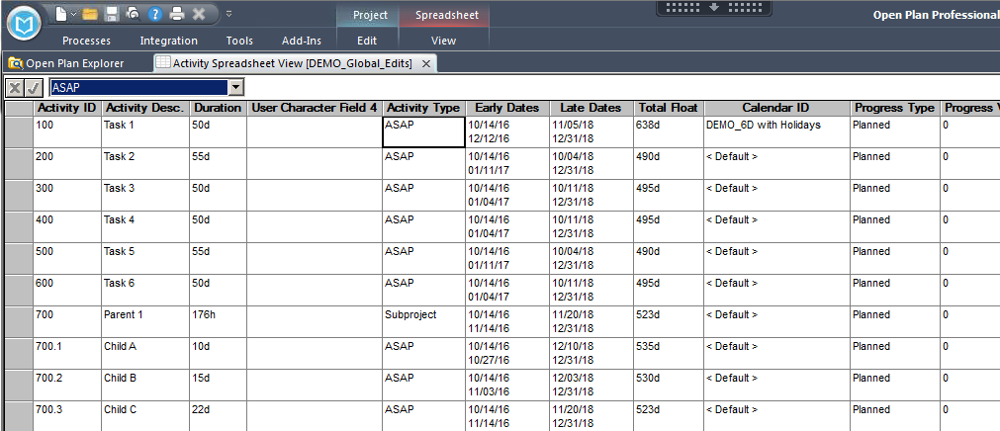 Project Spreadsheet Open Plan Professional
Processes Integration Tools Add-Ins Edit View
Open Plan Explorer Activity Spreadsheet View [DEMO_Global_Edits]
ASAP
Activity ID Activity Desc. Duration User Character Field 4 Activity Type Early Dates Late Dates Total Float Calendar ID Progress Type Progress V
100 Task 1 50d ASAP 10/14/16 11/05/18 638d DEMO_6D with Holidays Planned 0
12/12/16 12/31/18
200 Task 2 55d ASAP 10/14/16 10/04/18 490d < Default > Planned 0
01/11/17 12/31/18
300 Task 3 50d ASAP 10/14/16 10/11/18 495d < Default > Planned 0
01/04/17 12/31/18
400 Task 4 50d ASAP 10/14/16 10/11/18 495d < Default > Planned 0
01/04/17 12/31/18
500 Task 5 55d ASAP 10/14/16 10/04/18 490d < Default > Planned 0
01/11/17 12/31/18
600 Task 6 50d ASAP 10/14/16 10/11/18 495d < Default > Planned 0
01/04/17 12/31/18
700 Parent 1 176h Subproject 10/14/16 11/20/18 523d < Default > Planned 0
11/14/16 12/31/18
700.1 Child A 10d ASAP 10/14/16 12/10/18 535d < Default > Planned 0
10/27/16 12/31/18
700.2 Child B 15d ASAP 10/14/16 12/03/18 530d < Default > Planned 0
11/03/16 12/31/18
700.3 Child C 22d ASAP 10/14/16 11/20/18 523d < Default > Planned 0
11/14/16 12/31/18